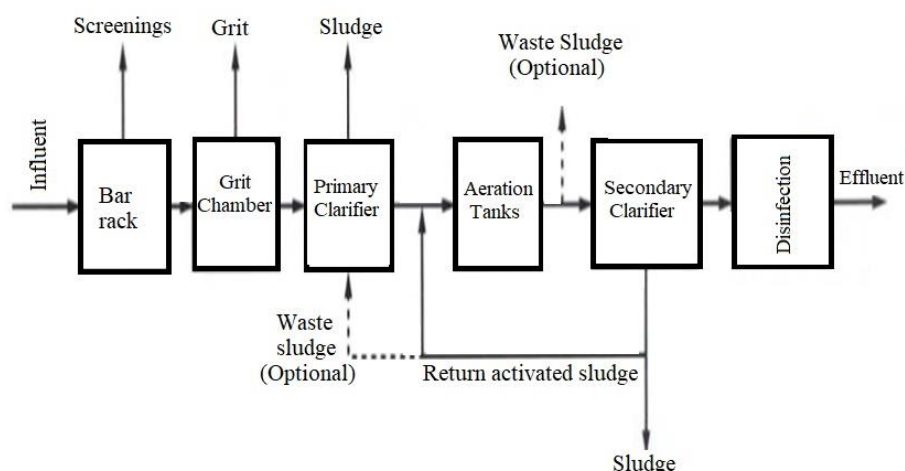 Screenings
Grit
Sludge
Waste Sludge
(Optional)
Influent
Bar
rack
Grit
Chamber
Primary
Clarifier
Aeration
Tanks
Secondary
Clarifier
Disinfection
Effluent
Waste
sludge
(Optional)
Return activated sludge
Sludge